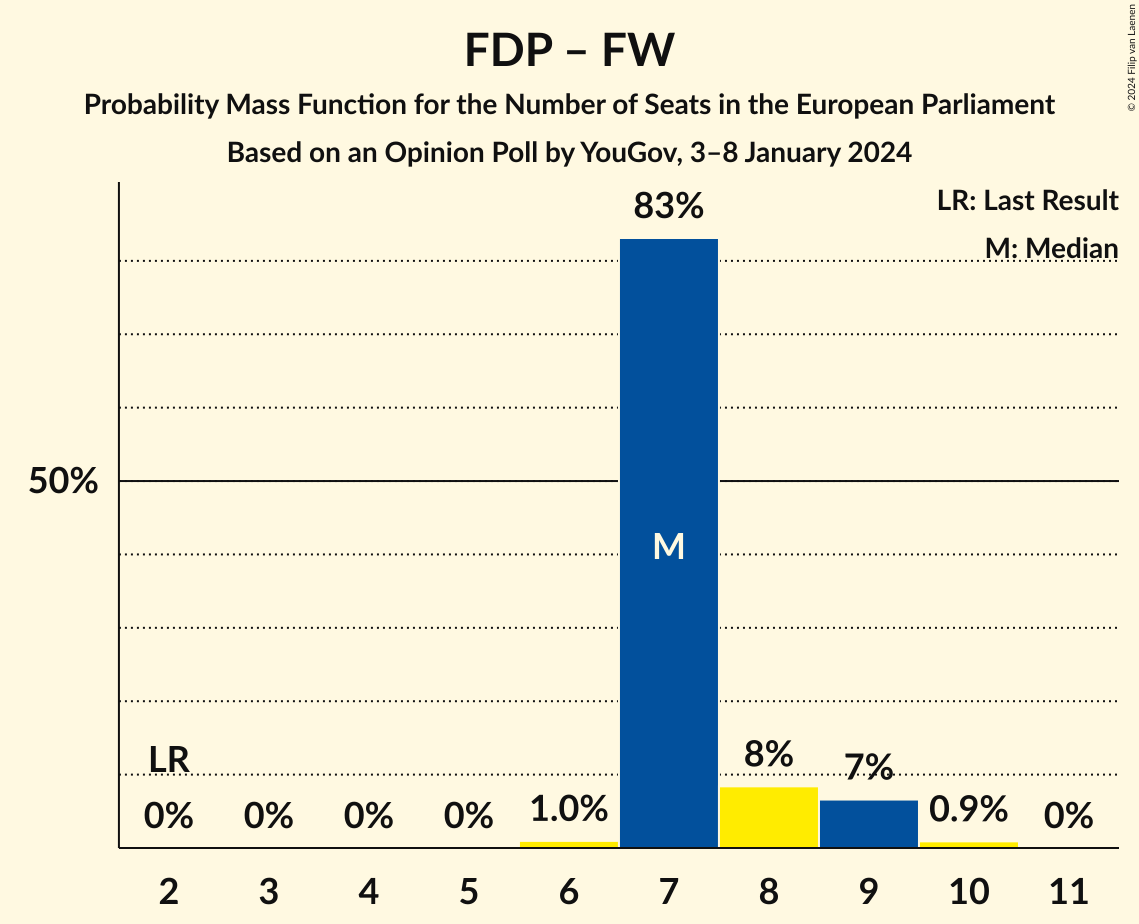 FDP – FW
Probability Mass Function for the Number of Seats in the European Parliament
Based on an Opinion Poll by YouGov, 3–8 January 2024
© 2024 Filip van Laenen
LR: Last Result
M: Median
83%
50%
M
LR
0%
0%
0%
0%
1.0%
8%
7%
0.9%
0%
2 3 4 5 6 7 8 9 10 11